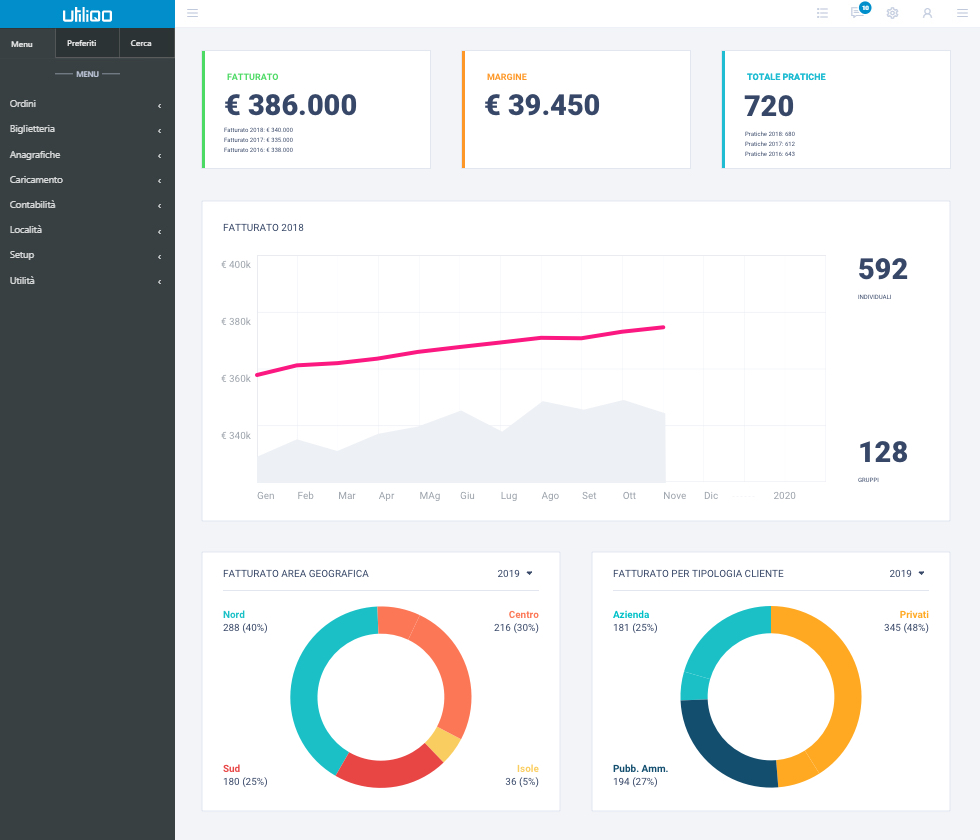 utiliQO
Menu
Preferiti
Cerca
MENU
Ordini
Biglietteria
Anagrafiche
Caricamento
Contabilità
Località
Setup
Utilità
10
FATTURATO
€ 386.000
Fatturato 2018: € 340.000
Fatturato 2017: € 335.000
Fatturato 2016: € 338.000
MARGINE
€ 39.450
TOTALE PRATICHE
720
Pratiche 2018: 680
Pratiche 2017: 612
Pratiche 2016: 643
FATTURATO 2018
€ 400k
€ 380k
€ 360k
€ 340k
Gen Feb Mar Apr MAg Giu Lug Ago Set Ott Nove Dic 2020
592
INDIVIDUALI
128
GRUPPI
FATTURATO AREA GEOGRAFICA 2019
Nord
288 (40%)
Centro
216 (30%)
Sud
180 (25%)
Isole
36 (5%)
FATTURATO PER TIPOLOGIA CLIENTE 2019
Azienda
181 (25%)
Privati
345 (48%)
Pubb. Amm.
194 (27%)